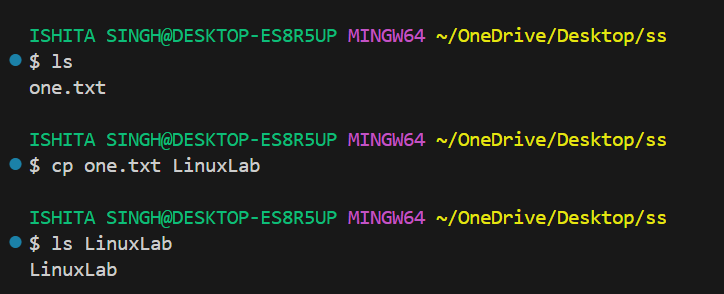 ISHITA SINGH@DESKTOP-ES8R5UP MINGW64 ~/OneDrive/Desktop/ss
$ ls
one.txt
ISHITA SINGH@DESKTOP-ES8R5UP MINGW64 ~/OneDrive/Desktop/ss
$ cp one.txt LinuxLab
ISHITA SINGH@DESKTOP-ES8R5UP MINGW64 ~/OneDrive/Desktop/ss
$ ls LinuxLab
LinuxLab